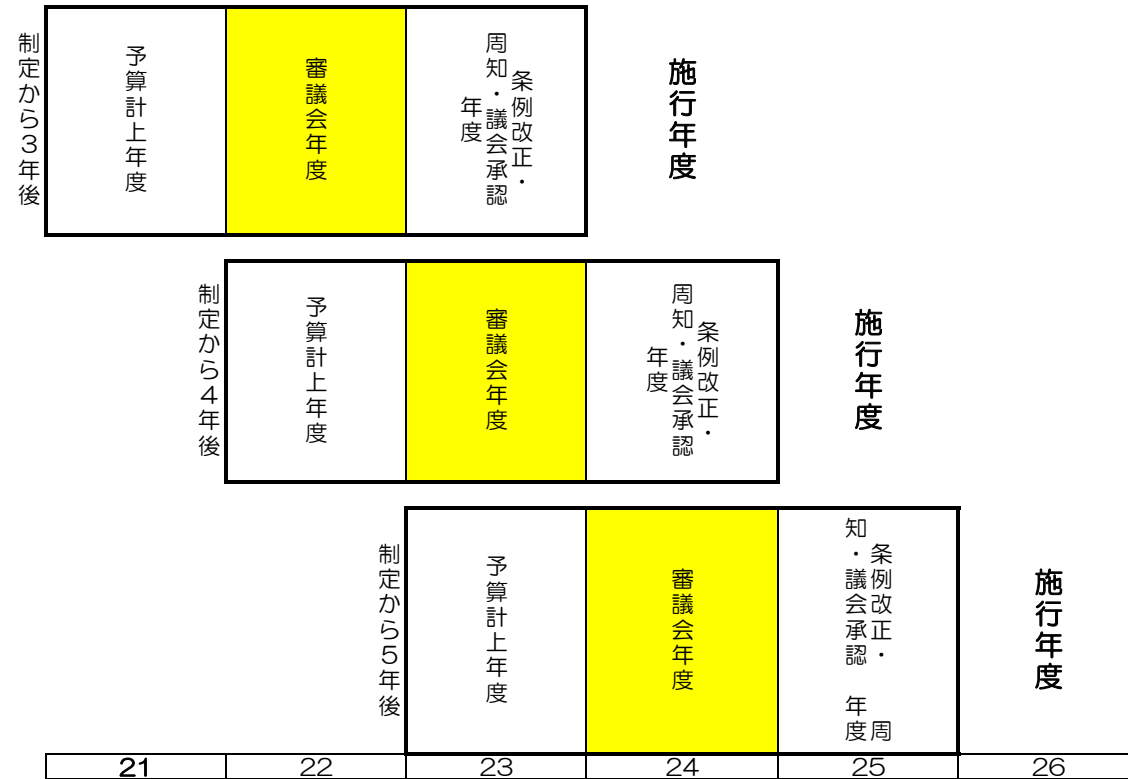 制定から3年後
予算計上年度
審議会年度
条例改正・
周知・議会承認
年度
施行年度
制定から4年後
予算計上年度
審議会年度
条例改正・
周知・議会承認
年度
施行年度
制定から5年後
予算計上年度
審議会年度
条例改正・ 周
知・議会承認 年度
施行年度
21 22 23 24 25 26